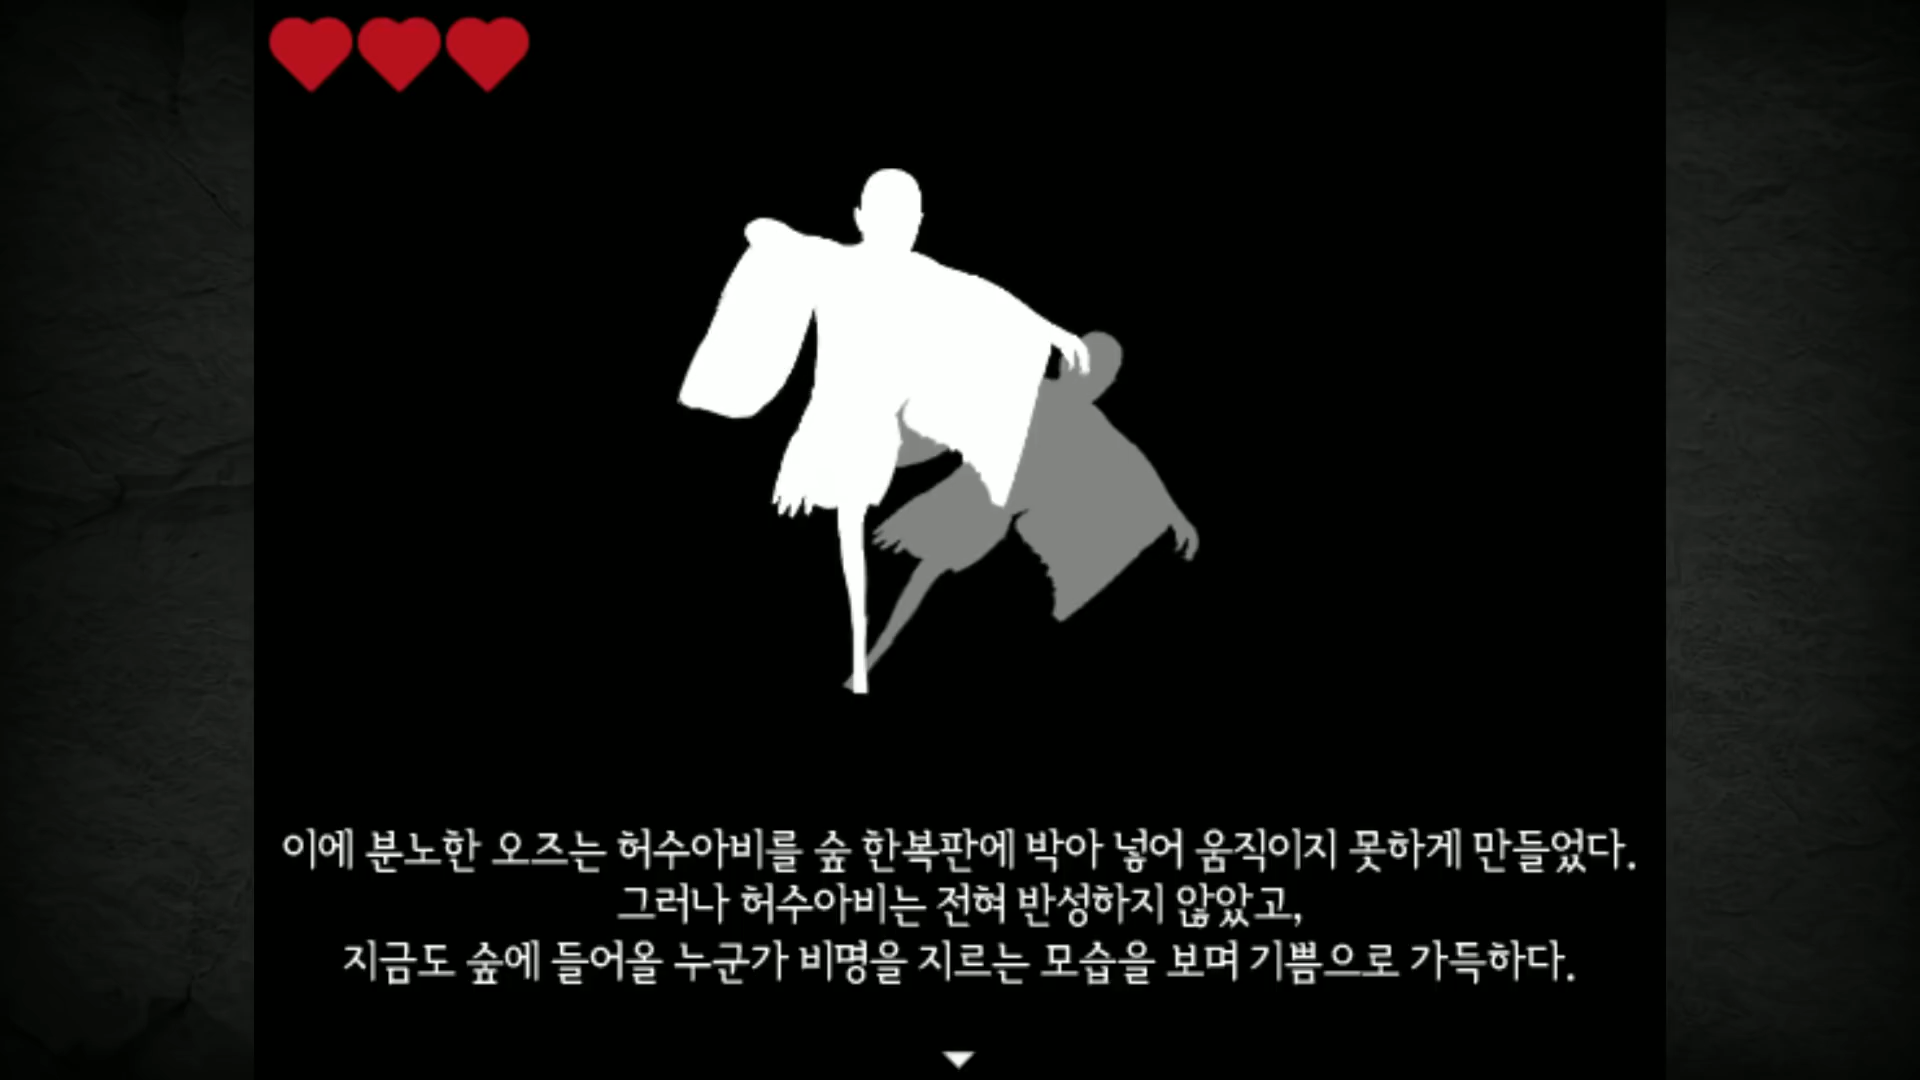 이에 분노한 오즈는 허수아비를 숲 한복판에 박아 넣어 움직이지 못하게 만들었다.
그러나 허수아비는 전혀 반성하지 않았고,
지금도 숲에 들어올 누군가 비명을 지르는 모습을 보며 기쁨으로 가득하다.